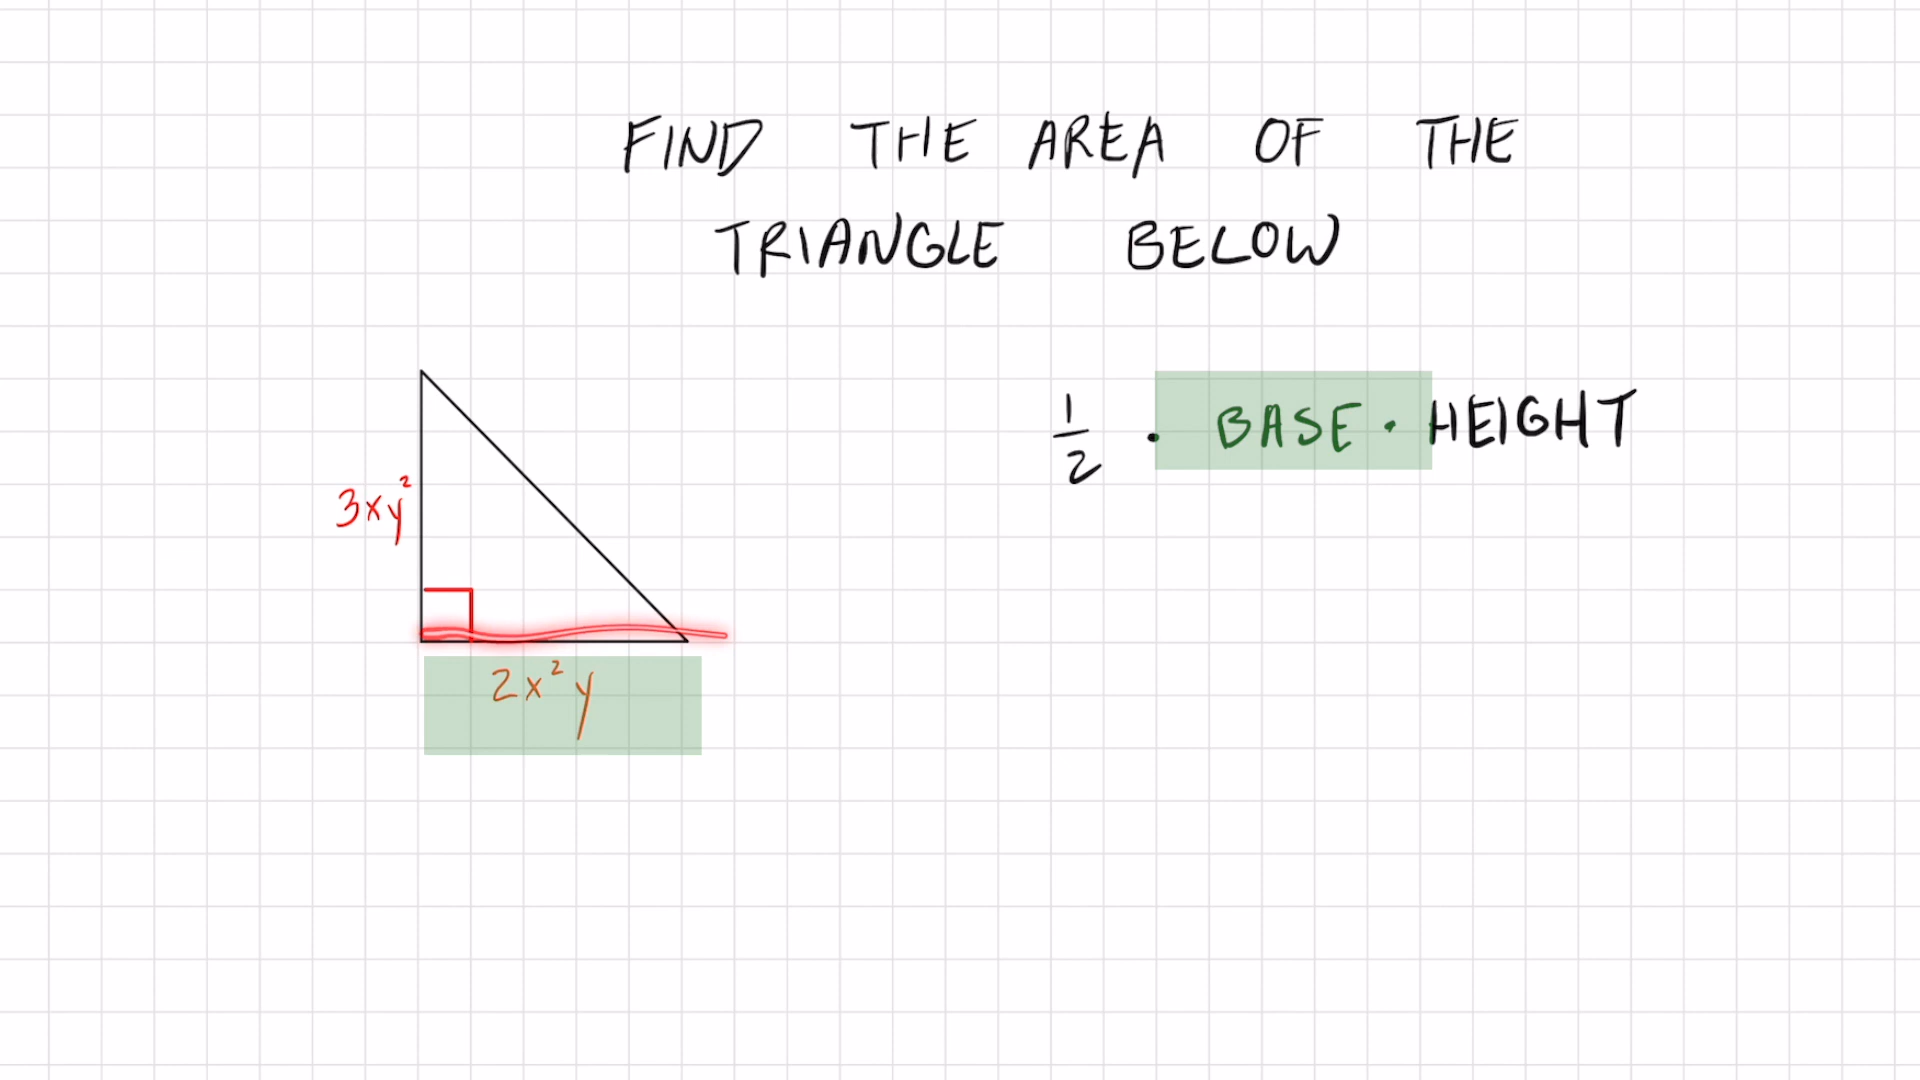 FIND THE AREA OF THE
TRIANGLE BELOW
1/2 · BASE · HEIGHT
3xy²
2x²y